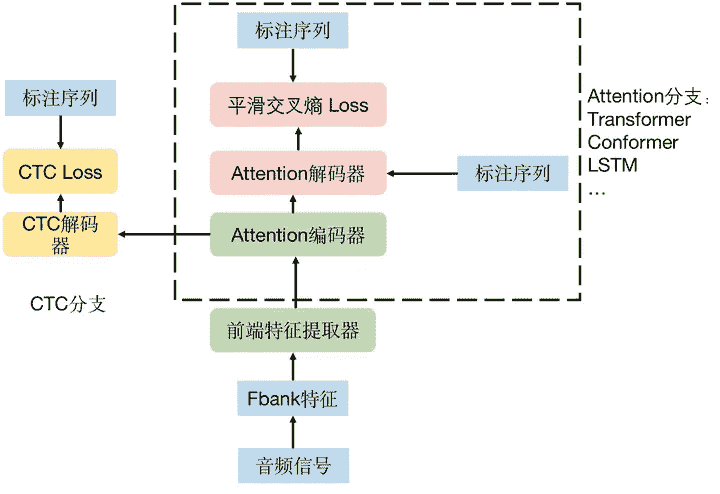 标注序列
平滑交叉熵 Loss
Attention解码器
标注序列
Attention编码器
标注序列
CTC Loss
CTC解码
器
CTC分支
Attention分支,
Transformer
Conformer
LSTM
...
前端特征提取器
Fbank特征
音频信号